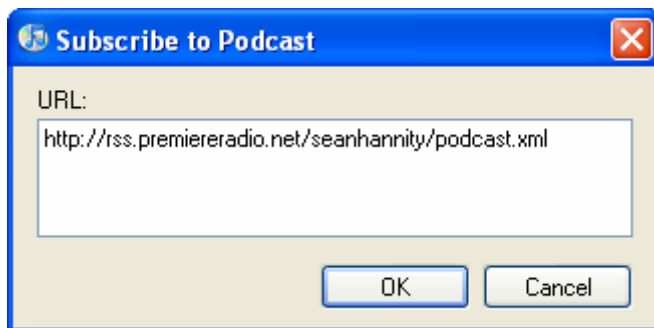 Subscribe to Podcast
URL:
http://rss.premiereradio.net/seanhannity/podcast.xml
OK Cancel